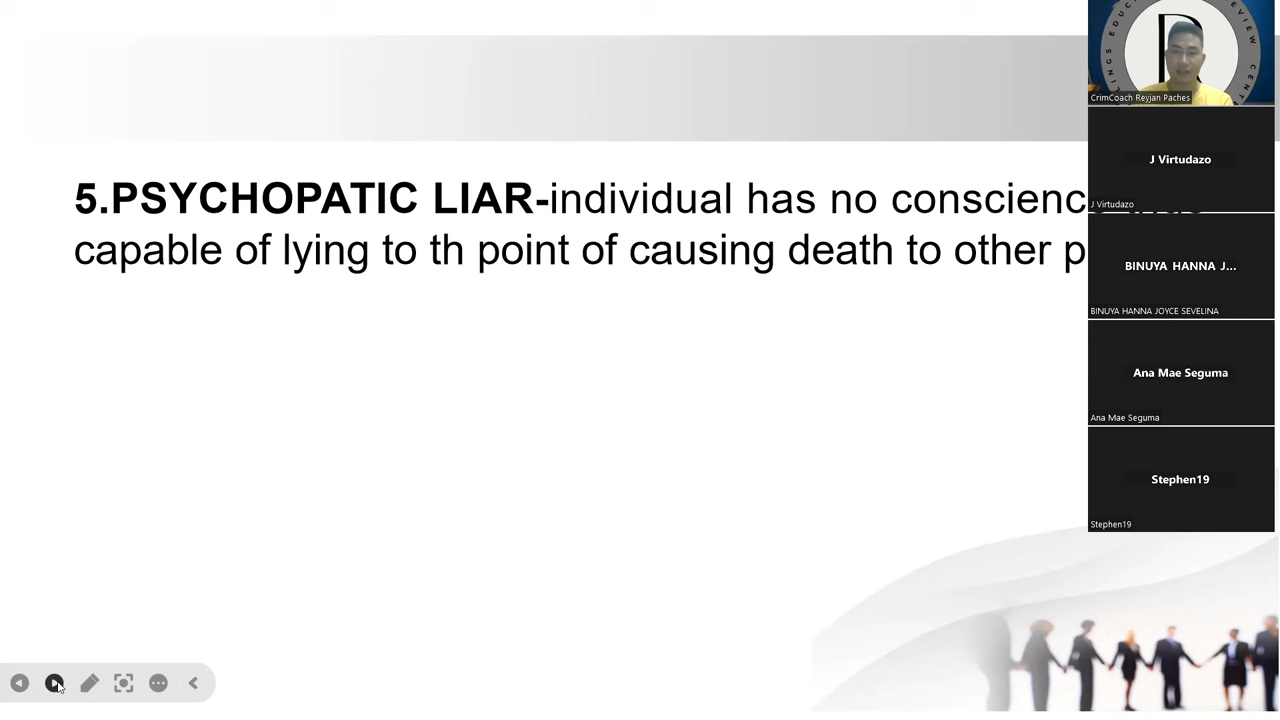 5.PSYCHOPATIC LIAR-individual has no
capable of lying to th point of causing death to other
CrimCoach Reyjan Paches
J Virtudazo
J Virtudazo
BINUYA HANNA J...
BINUYA HANNA JOYCE SEVELINA
Ana Mae Seguma
Ana Mae Seguma
Stephen19
Stephen19